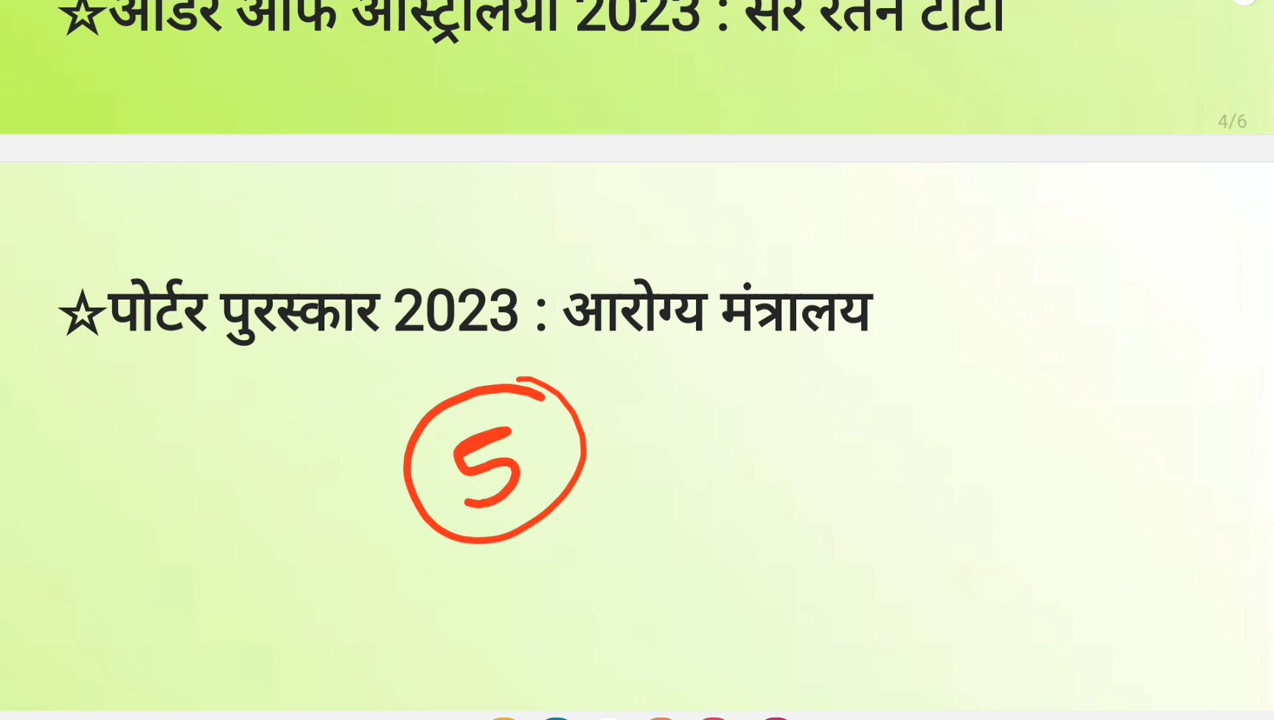 ☆ऑर्डर ऑफ ऑस्ट्रेलिया 2023 : सर रतन टाटा
4/6
☆पोर्टर पुरस्कार 2023 : आरोग्य मंत्रालय
5